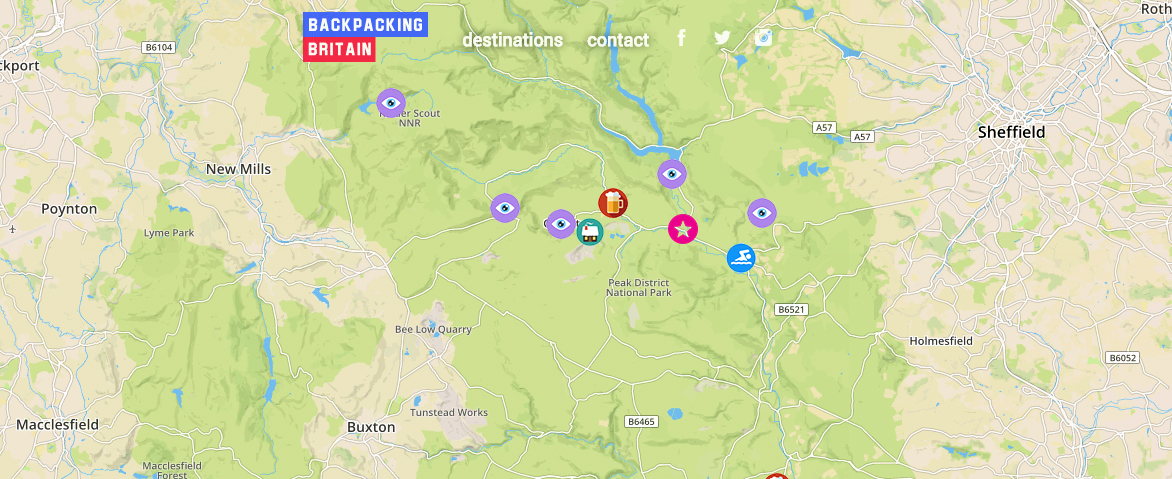 Roth
BACKPACKING
BRITAIN
destinations
contact
B6104
ckport
Scout
NNR
A57
A57
Sheffield
New Mills
Poynton
Lyme Park
Peak District
National Park
B6521
Bee Low Quarry
Holmesfield
B6052
Tunstead Works
B6465
Macclesfield
Buxton
Macclesfield
Forest